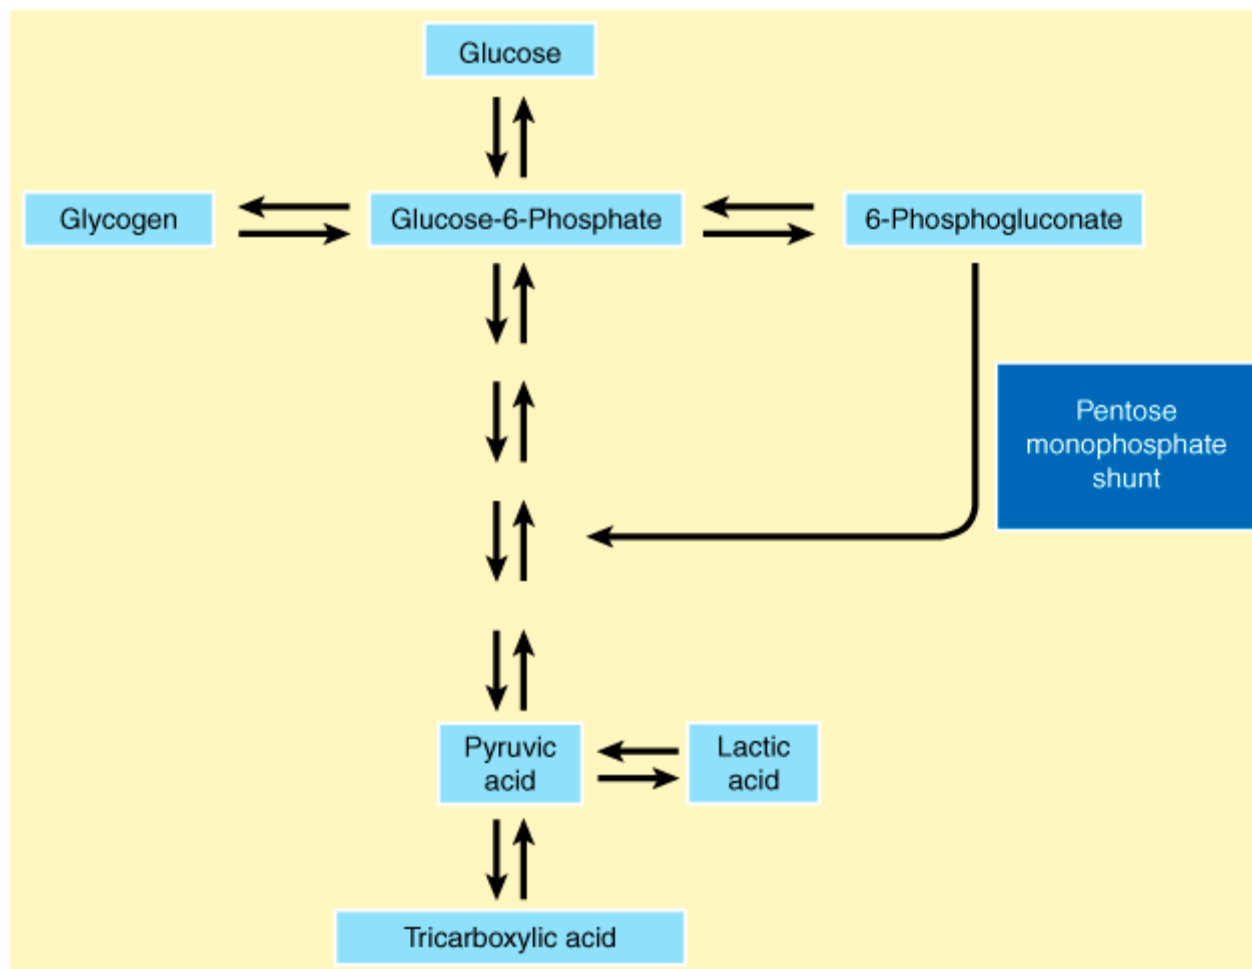 Glucose
Glycogen
Glucose-6-Phosphate
6-Phosphogluconate
Pentose
monophosphate
shunt
Pyruvic
acid
Lactic
acid
Tricarboxylic acid